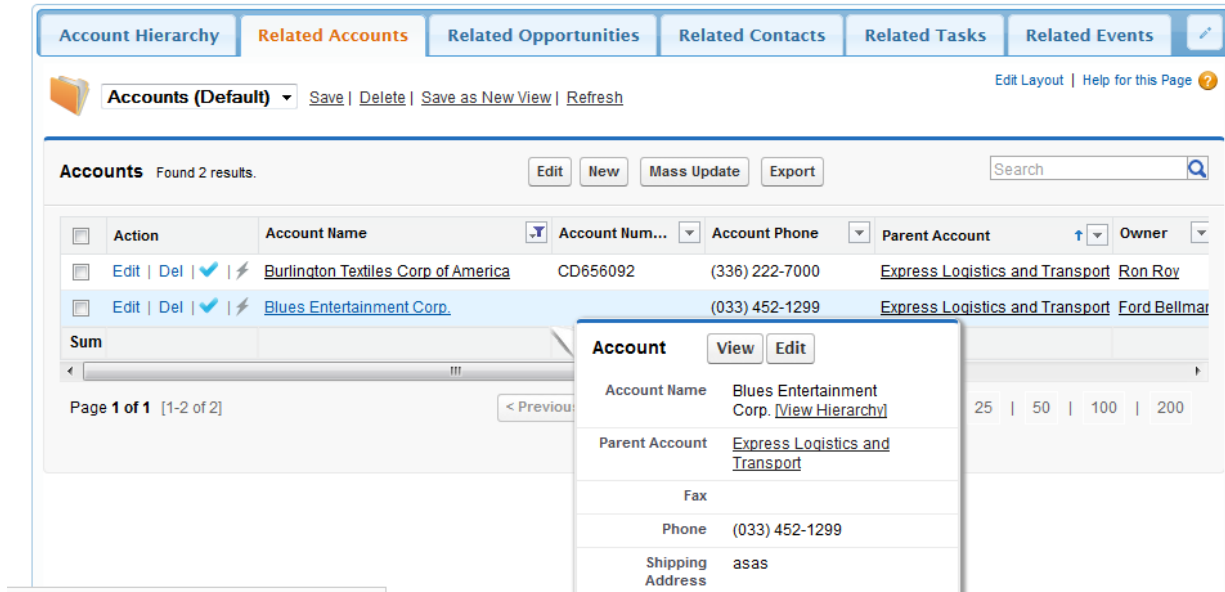 Account Hierarchy Related Accounts Related Opportunities Related Contacts Related Tasks Related Events
Edit Layout | Help for this Page ?
Accounts (Default) Save | Delete | Save as New View | Refresh
Accounts Found 2 results. Edit New Mass Update Export Search
Action Account Name Account Num... Account Phone Parent Account Owner
Edit | Del | | Burlington Textiles Corp of America CD656092 (336) 222-7000 Express Logistics and Transport Ron Roy
Edit | Del | | Blues Entertainment Corp. (033) 452-1299 Express Logistics and Transport Ford Bellmar
Sum
Page 1 of 1 [1-2 of 2] < Previou 25 | 50 | 100 | 200
Account View Edit
Account Name Blues Entertainment
Corp. [View Hierarchy]
Parent Account Express Logistics and
Transport
Fax
Phone (033) 452-1299
Shipping asas
Address